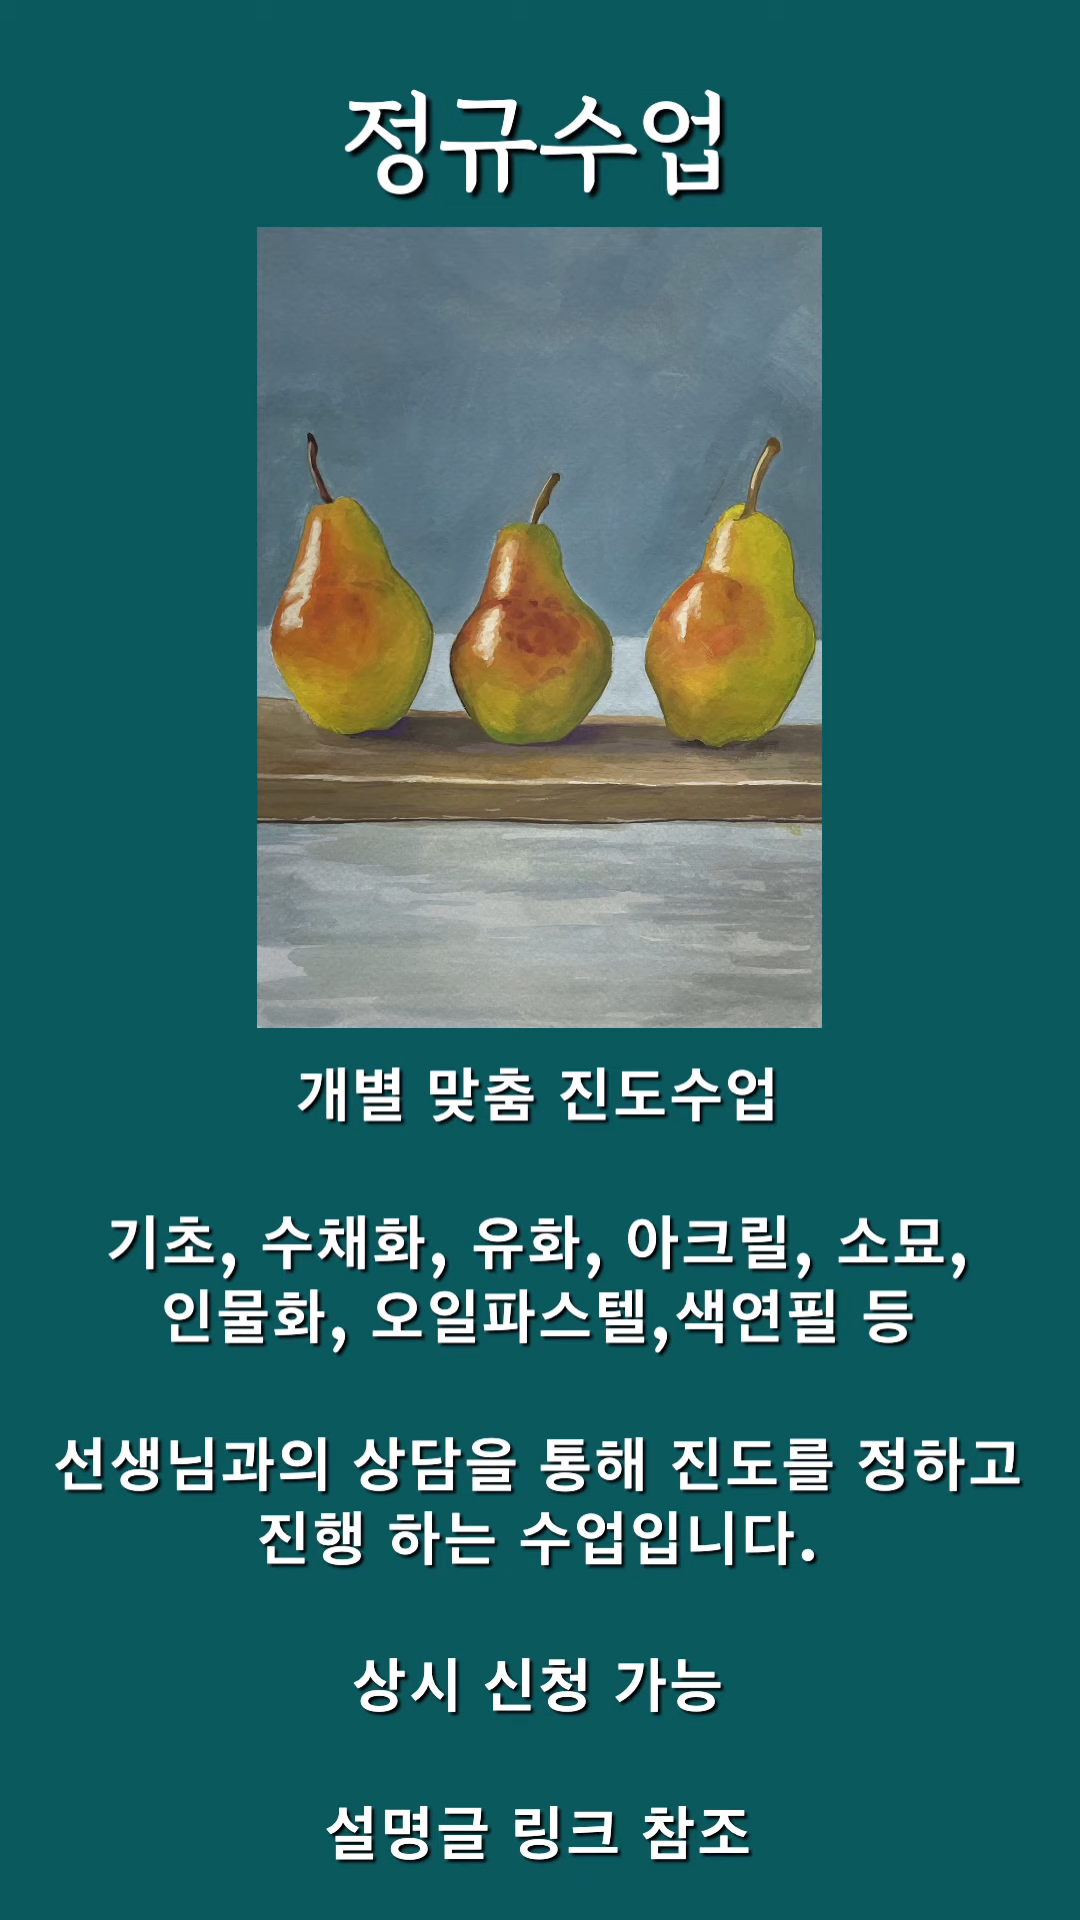 정규수업
개별 맞춤 진도수업
기초, 수채화, 유화, 아크릴, 소묘,
인물화, 오일파스텔,색연필 등
선생님과의 상담을 통해 진도를 정하고
진행 하는 수업입니다.
상시 신청 가능
설명글 링크 참조